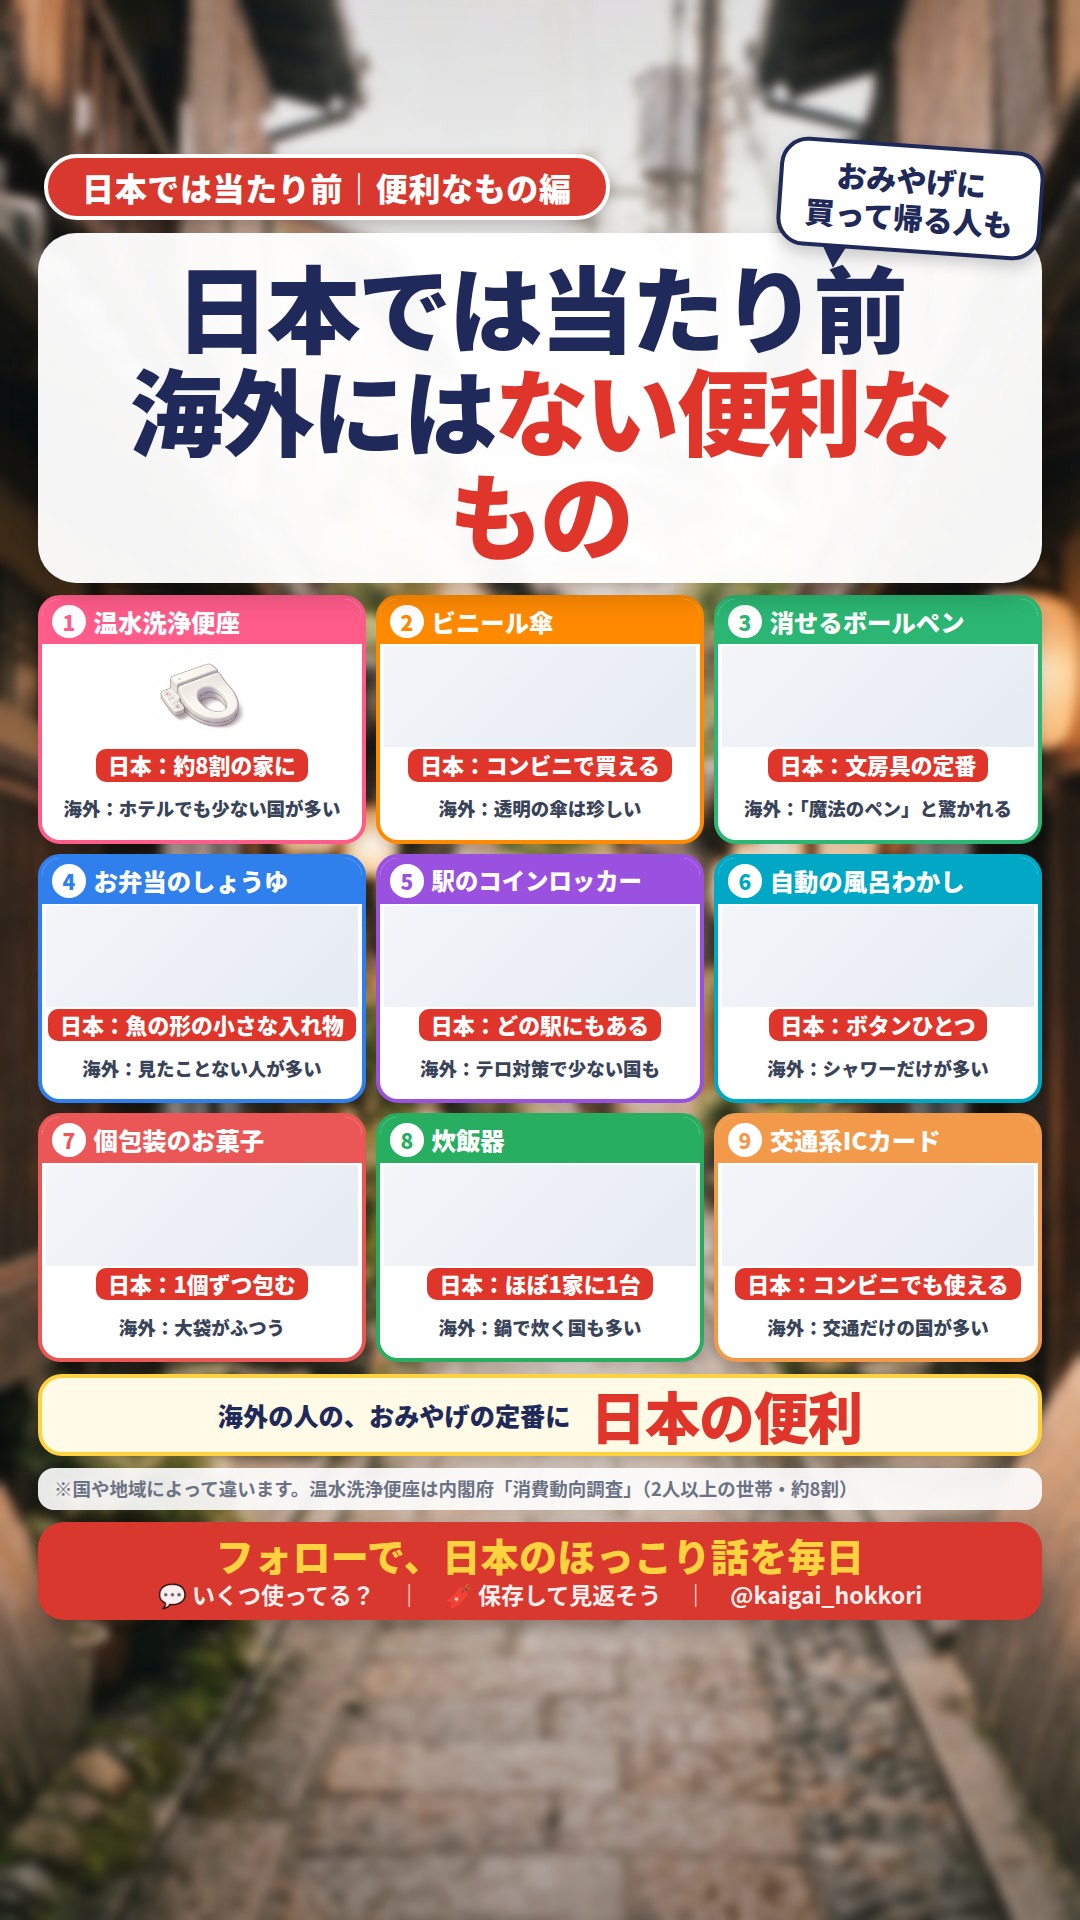 日本では当たり前｜便利なもの編
おみやげに
買って帰る人も
日本では当たり前
海外にはない便利な
もの
1 温水洗浄便座
日本：約8割の家に
海外：ホテルでも少ない国が多い
2 ビニール傘
日本：コンビニで買える
海外：透明の傘は珍しい
3 消せるボールペン
日本：文房具の定番
海外：「魔法のペン」と驚かれる
4 お弁当のしょうゆ
日本：魚の形の小さな入れ物
海外：見たことない人が多い
5 駅のコインロッカー
日本：どの駅にもある
海外：テロ対策で少ない国も
6 自動の風呂わかし
日本：ボタンひとつ
海外：シャワーだけが多い
7 個包装のお菓子
日本：1個ずつ包む
海外：大袋がふつう
8 炊飯器
日本：ほぼ1家に1台
海外：鍋で炊く国も多い
9 交通系ICカード
日本：コンビニでも使える
海外：交通だけの国が多い
海外の人の、おみやげの定番に 日本の便利
※国や地域によって違います。温水洗浄便座は内閣府「消費動向調査」（2人以上の世帯・約8割）
フォローで、日本のほっこり話を毎日
💬 いくつ使ってる？ ｜ 🔖 保存して見返そう ｜ @kaigai_hokkori